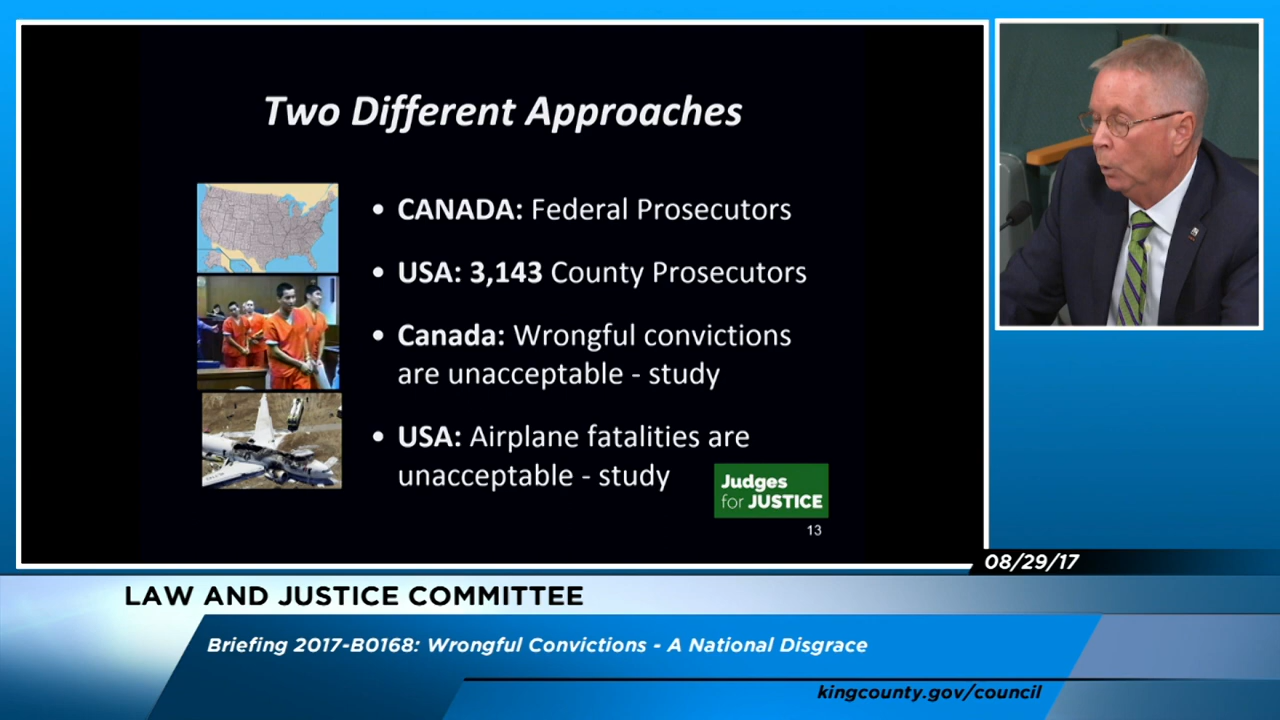 Two Different Approaches
• CANADA: Federal Prosecutors
• USA: 3,143 County Prosecutors
• Canada: Wrongful convictions
are unacceptable - study
• USA: Airplane fatalities are
unacceptable - study
Judges
for JUSTICE
13
08/29/17
LAW AND JUSTICE COMMITTEE
Briefing 2017-B0168: Wrongful Convictions - A National Disgrace
kingcounty.gov/council